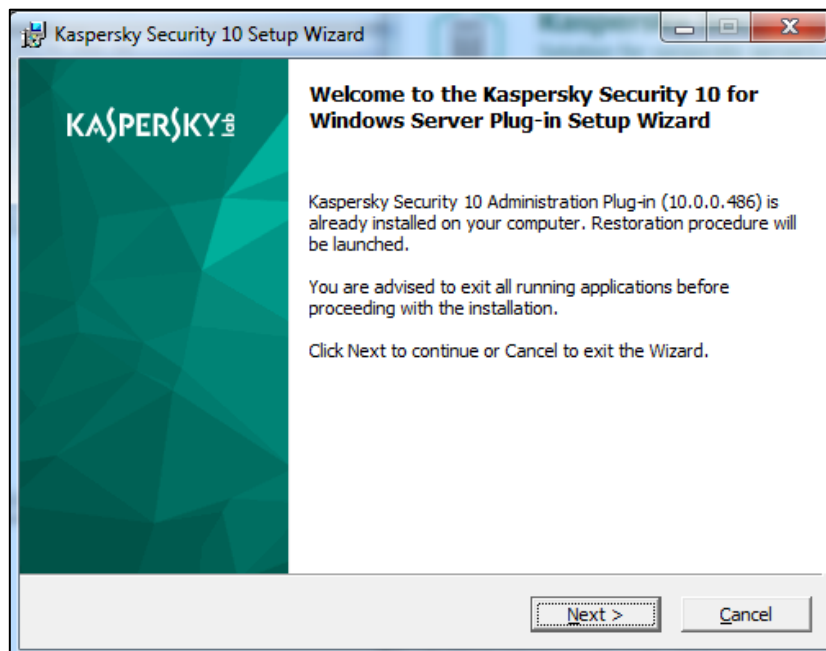 Kaspersky Security 10 Setup Wizard
KASPERSKY lab
Welcome to the Kaspersky Security 10 for
Windows Server Plug-in Setup Wizard
Kaspersky Security 10 Administration Plug-in (10.0.0.486) is
already installed on your computer. Restoration procedure will
be launched.
You are advised to exit all running applications before
proceeding with the installation.
Click Next to continue or Cancel to exit the Wizard.
Next >
Cancel